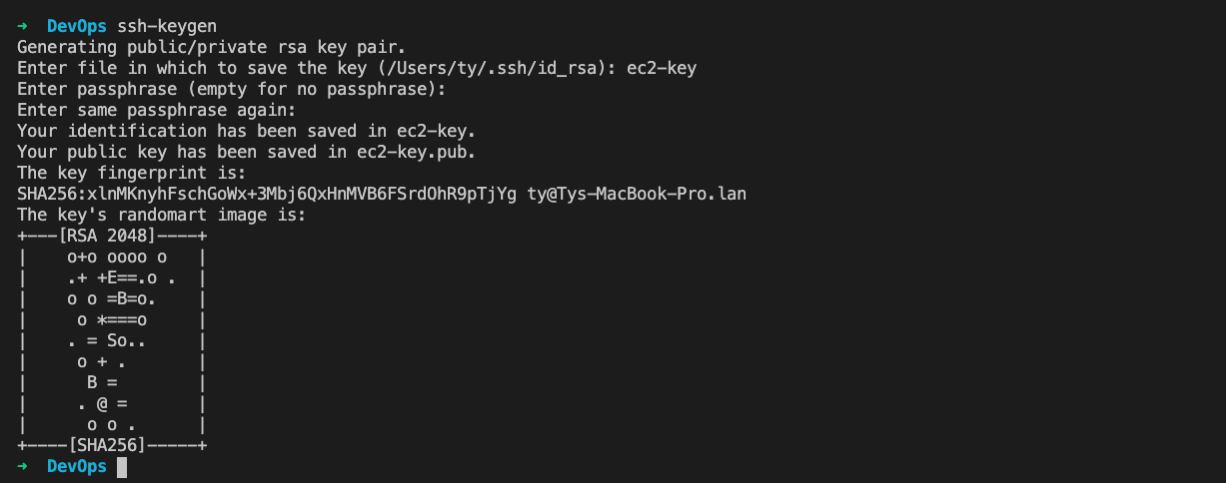 →  DevOps ssh-keygen
Generating public/private rsa key pair.
Enter file in which to save the key (/Users/ty/.ssh/id_rsa): ec2-key
Enter passphrase (empty for no passphrase):
Enter same passphrase again:
Your identification has been saved in ec2-key.
Your public key has been saved in ec2-key.pub.
The key fingerprint is:
SHA256:xlnMKnyhFschGoWx+3Mbj6QxHnMVB6FSrdOhR9pTjYg ty@Tys-MacBook-Pro.lan
The key's randomart image is:
+---[RSA 2048]----+
|    o+o oooo o   |
|    .+ +E==.o .  |
|    o o =B=o.    |
|     o *===o     |
|    . = So..     |
|     o + .       |
|      B =        |
|     . @ =       |
|      o o .      |
+----[SHA256]-----+
→  DevOps